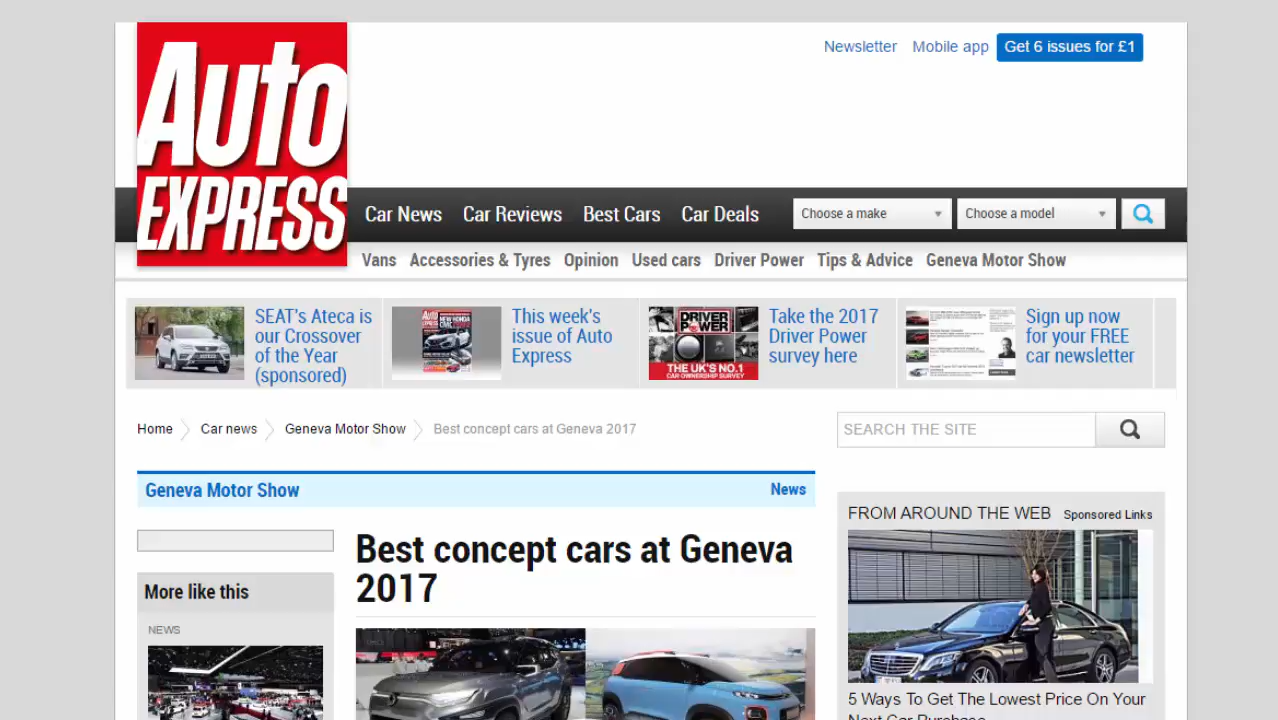 Auto
EXPRESS
Newsletter Mobile app Get 6 issues for £1
Car News Car Reviews Best Cars Car Deals Choose a make Choose a model
Vans Accessories & Tyres Opinion Used cars Driver Power Tips & Advice Geneva Motor Show
SEAT's Ateca is
our Crossover
of the Year
(sponsored)
This week's
issue of Auto
Express
DRIVER
POWER
THE UK'S NO.1
CAR OWNERSHIP SURVEY
Take the 2017
Driver Power
survey here
Sign up now
for your FREE
car newsletter
Home Car news Geneva Motor Show Best concept cars at Geneva 2017
SEARCH THE SITE
Geneva Motor Show News
Best concept cars at Geneva
2017
More like this
NEWS
FROM AROUND THE WEB Sponsored Links
5 Ways To Get The Lowest Price On Your
Next Car Purchase